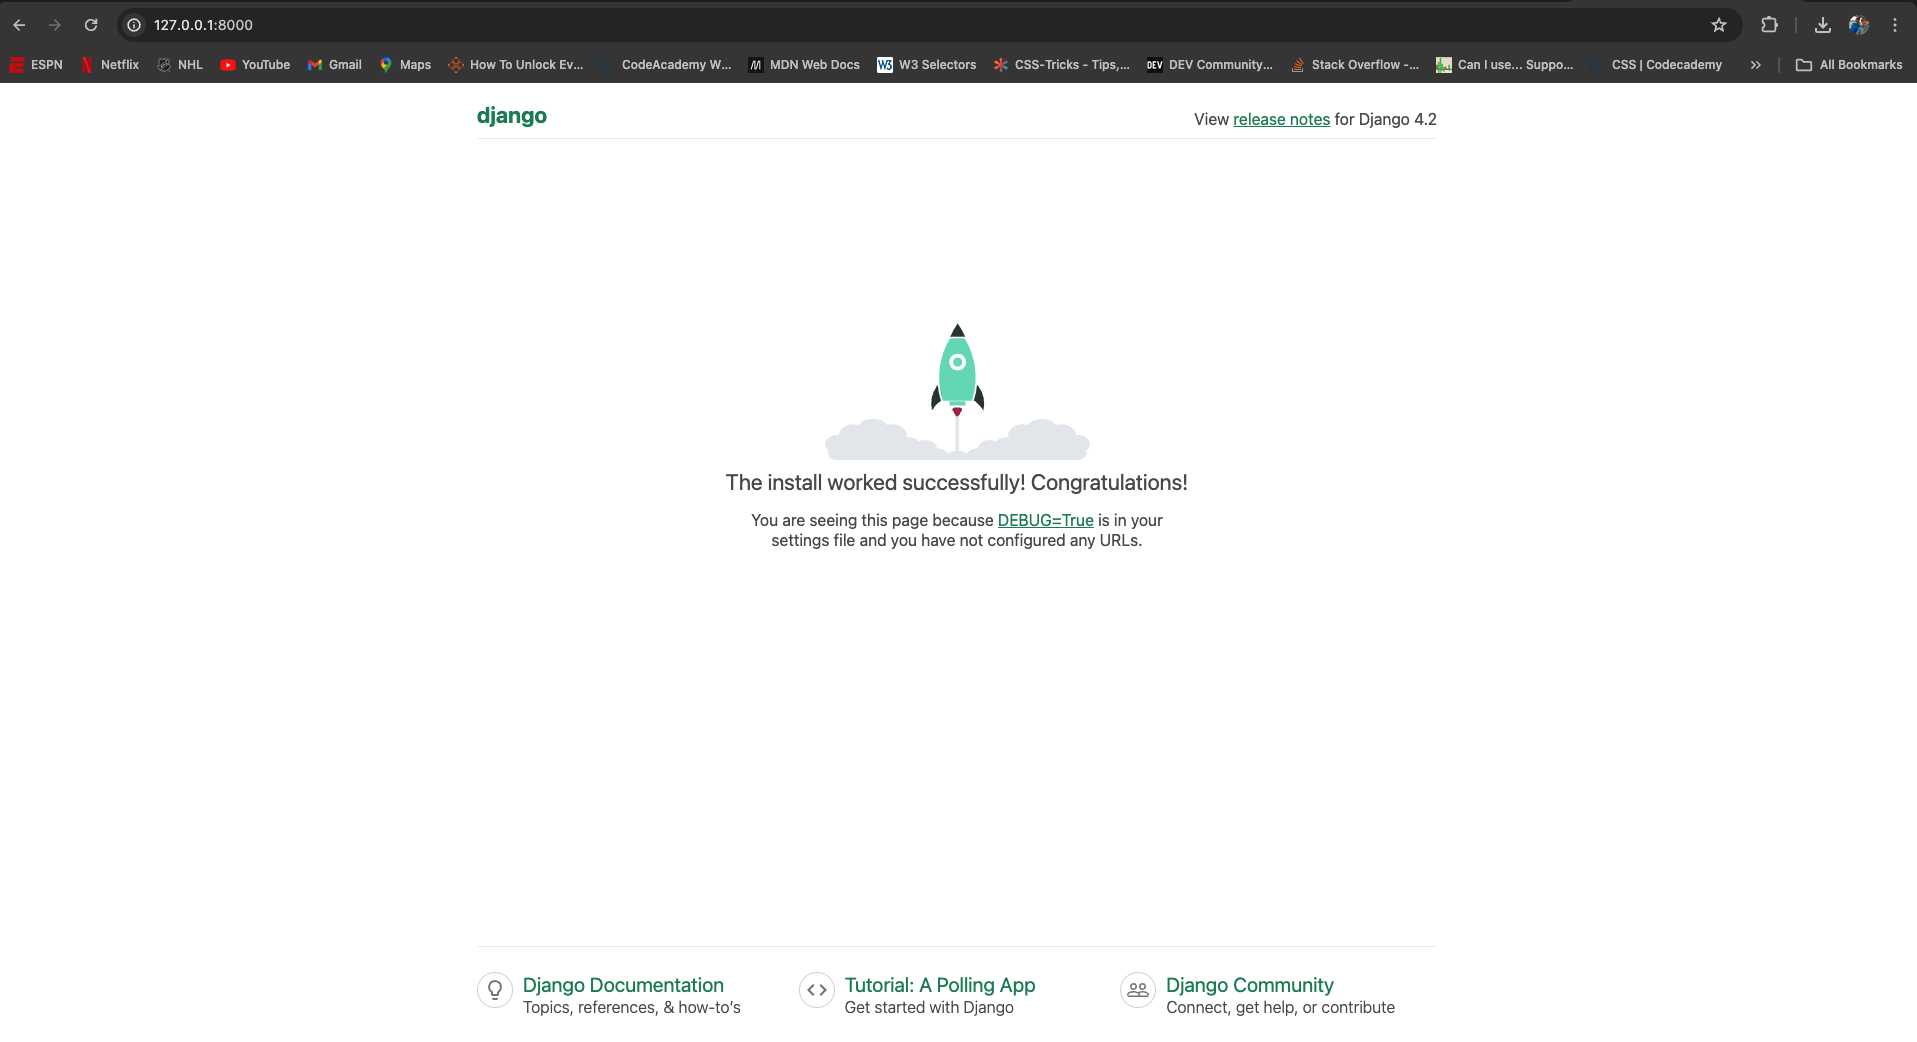 127.0.0.1:8000
ESPN Netflix NHL YouTube Gmail Maps How To Unlock Ev... CodeAcademy W... MDN Web Docs W3 Selectors CSS-Tricks - Tips,... DEV DEV Community... Stack Overflow -... Can I use... Suppo... CSS | Codecademy All Bookmarks
django
View release notes for Django 4.2
The install worked successfully! Congratulations!
You are seeing this page because DEBUG=True is in your
settings file and you have not configured any URLs.
Django Documentation
Topics, references, & how-to’s
Tutorial: A Polling App
Get started with Django
Django Community
Connect, get help, or contribute